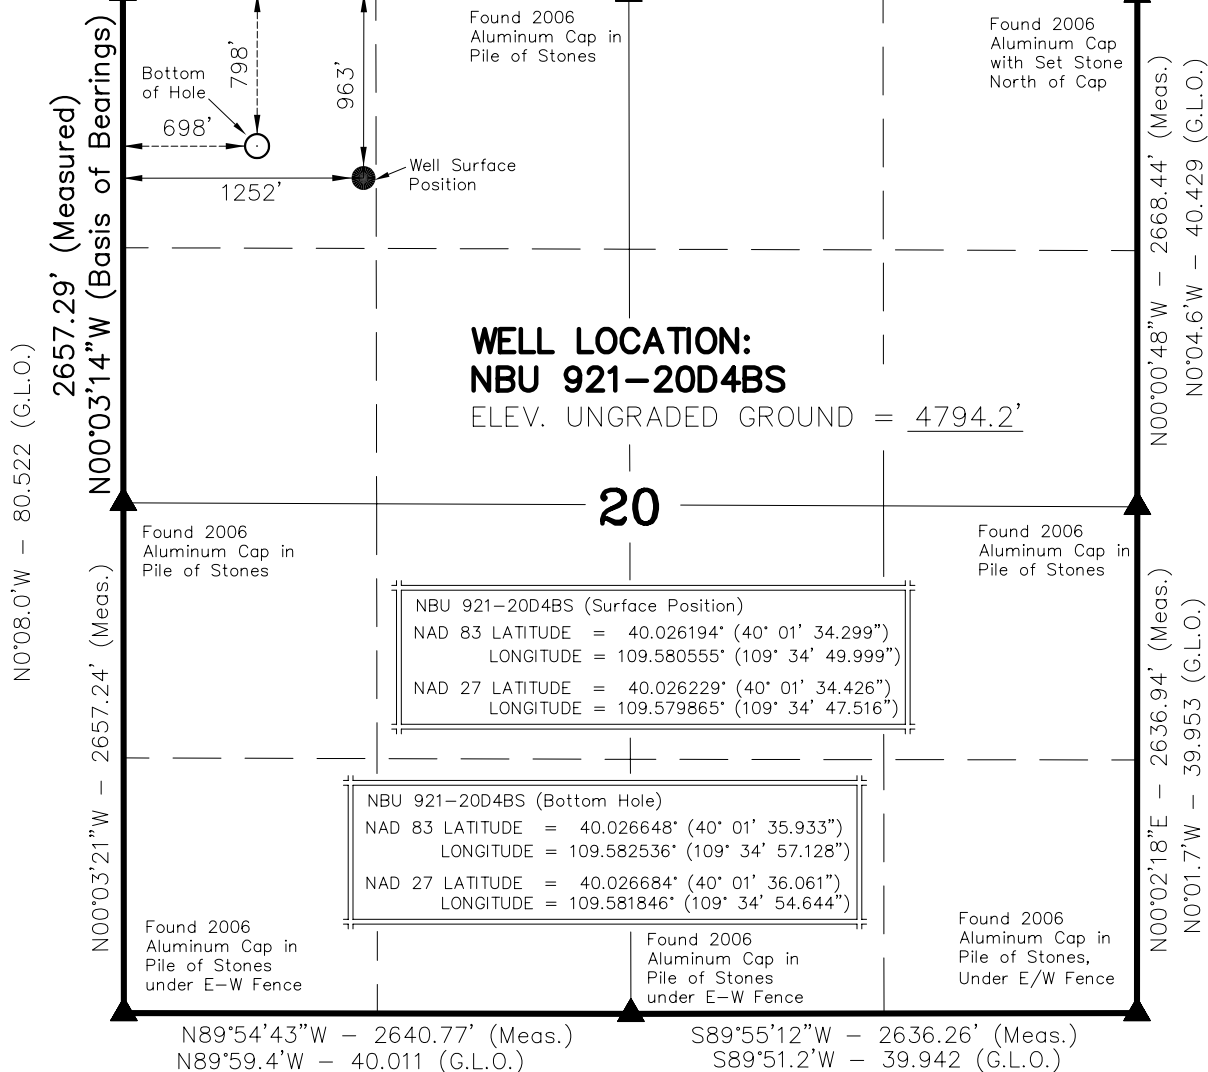 Found 2006
Aluminum Cap in
Pile of Stones
Found 2006
Aluminum Cap
with Set Stone
North of Cap
798'
963'
Bottom
of Hole
698'
1252'
Well Surface
Position
2657.29' (Measured)
N00°03'14"W (Basis of Bearings)
N0°08.0'W – 80.522 (G.L.O.)
N00°00'48"W – 2668.44' (Meas.)
N0°04.6'W – 40.429 (G.L.O.)
WELL LOCATION:
NBU 921–20D4BS
ELEV. UNGRADED GROUND = 4794.2'
20
Found 2006
Aluminum Cap in
Pile of Stones
Found 2006
Aluminum Cap in
Pile of Stones
N00°03'21"W – 2657.24' (Meas.)
N00°02'18"E – 2636.94' (Meas.)
N0°01.7'W – 39.953 (G.L.O.)
NBU 921–20D4BS (Surface Position)
NAD 83 LATITUDE = 40.026194° (40° 01' 34.299")
LONGITUDE = 109.580555° (109° 34' 49.999")
NAD 27 LATITUDE = 40.026229° (40° 01' 34.426")
LONGITUDE = 109.579865° (109° 34' 47.516")
NBU 921–20D4BS (Bottom Hole)
NAD 83 LATITUDE = 40.026648° (40° 01' 35.933")
LONGITUDE = 109.582536° (109° 34' 57.128")
NAD 27 LATITUDE = 40.026684° (40° 01' 36.061")
LONGITUDE = 109.581846° (109° 34' 54.644")
Found 2006
Aluminum Cap in
Pile of Stones
under E–W Fence
Found 2006
Aluminum Cap in
Pile of Stones
under E–W Fence
Found 2006
Aluminum Cap in
Pile of Stones,
Under E/W Fence
N89°54'43"W – 2640.77' (Meas.)
N89°59.4'W – 40.011 (G.L.O.)
S89°55'12"W – 2636.26' (Meas.)
S89°51.2'W – 39.942 (G.L.O.)